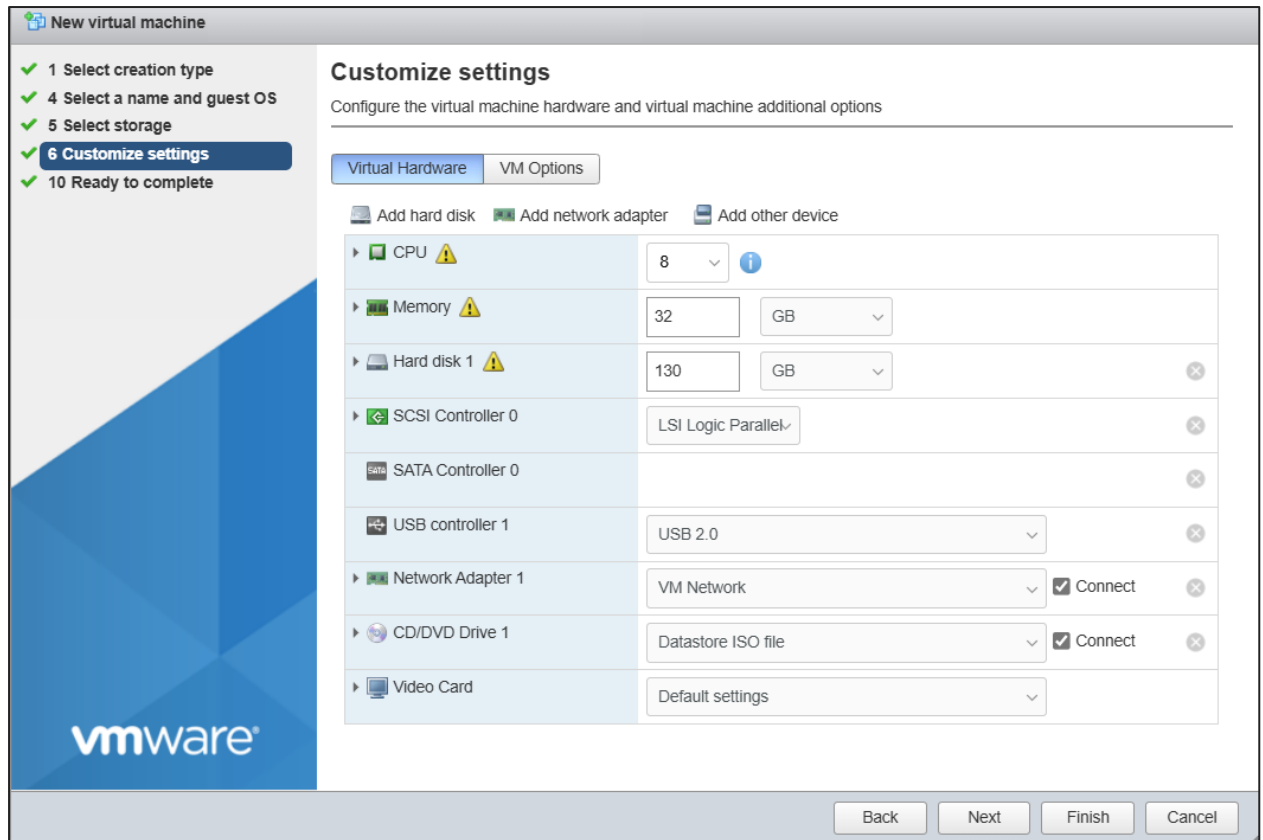 New virtual machine
1 Select creation type
4 Select a name and guest OS
5 Select storage
6 Customize settings
10 Ready to complete
Customize settings
Configure the virtual machine hardware and virtual machine additional options
Virtual Hardware VM Options
Add hard disk Add network adapter Add other device
CPU 8
Memory 32 GB
Hard disk 1 130 GB
SCSI Controller 0 LSI Logic Parallel
SATA SATA Controller 0
USB controller 1 USB 2.0
Network Adapter 1 VM Network Connect
CD/DVD Drive 1 Datastore ISO file Connect
Video Card Default settings
vmware®
Back Next Finish Cancel